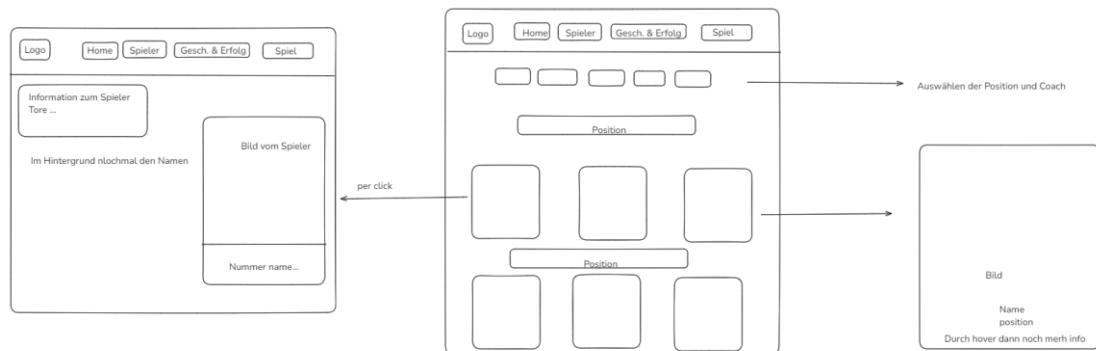 Logo
Home
Spieler
Gesch. & Erfolg
Spiel
Information zum Spieler
Tore ...
Im Hintergrund nlochmal den Namen
Bild vom Spieler
Nummer name...
per click
Logo
Home
Spieler
Gesch. & Erfolg
Spiel
Position
Position
Auswählen der Position und Coach
Bild
Name
position
Durch hover dann noch merh info